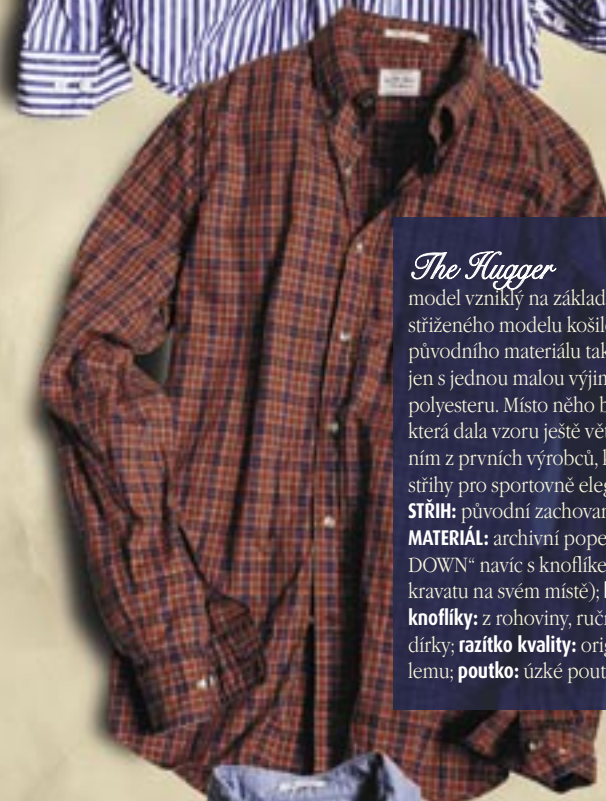 The Hugger
model vzniklý na základ
střiženého modelu košil
původního materiálu tak
jen s jednou malou výjim
polyesteru. Místo něho b
která dala vzoru ještě vět
ním z prvních výrobců, k
střihy pro sportovně eleg
STŘIH: původní zachovan
MATERIÁL: archivní pope
DOWN“ navíc s knoflíke
kravatu na svém místě);
knoflíky: z rohoviny, ruč
dírky; razítko kvality: orig
lemu; poutko: úzké pout